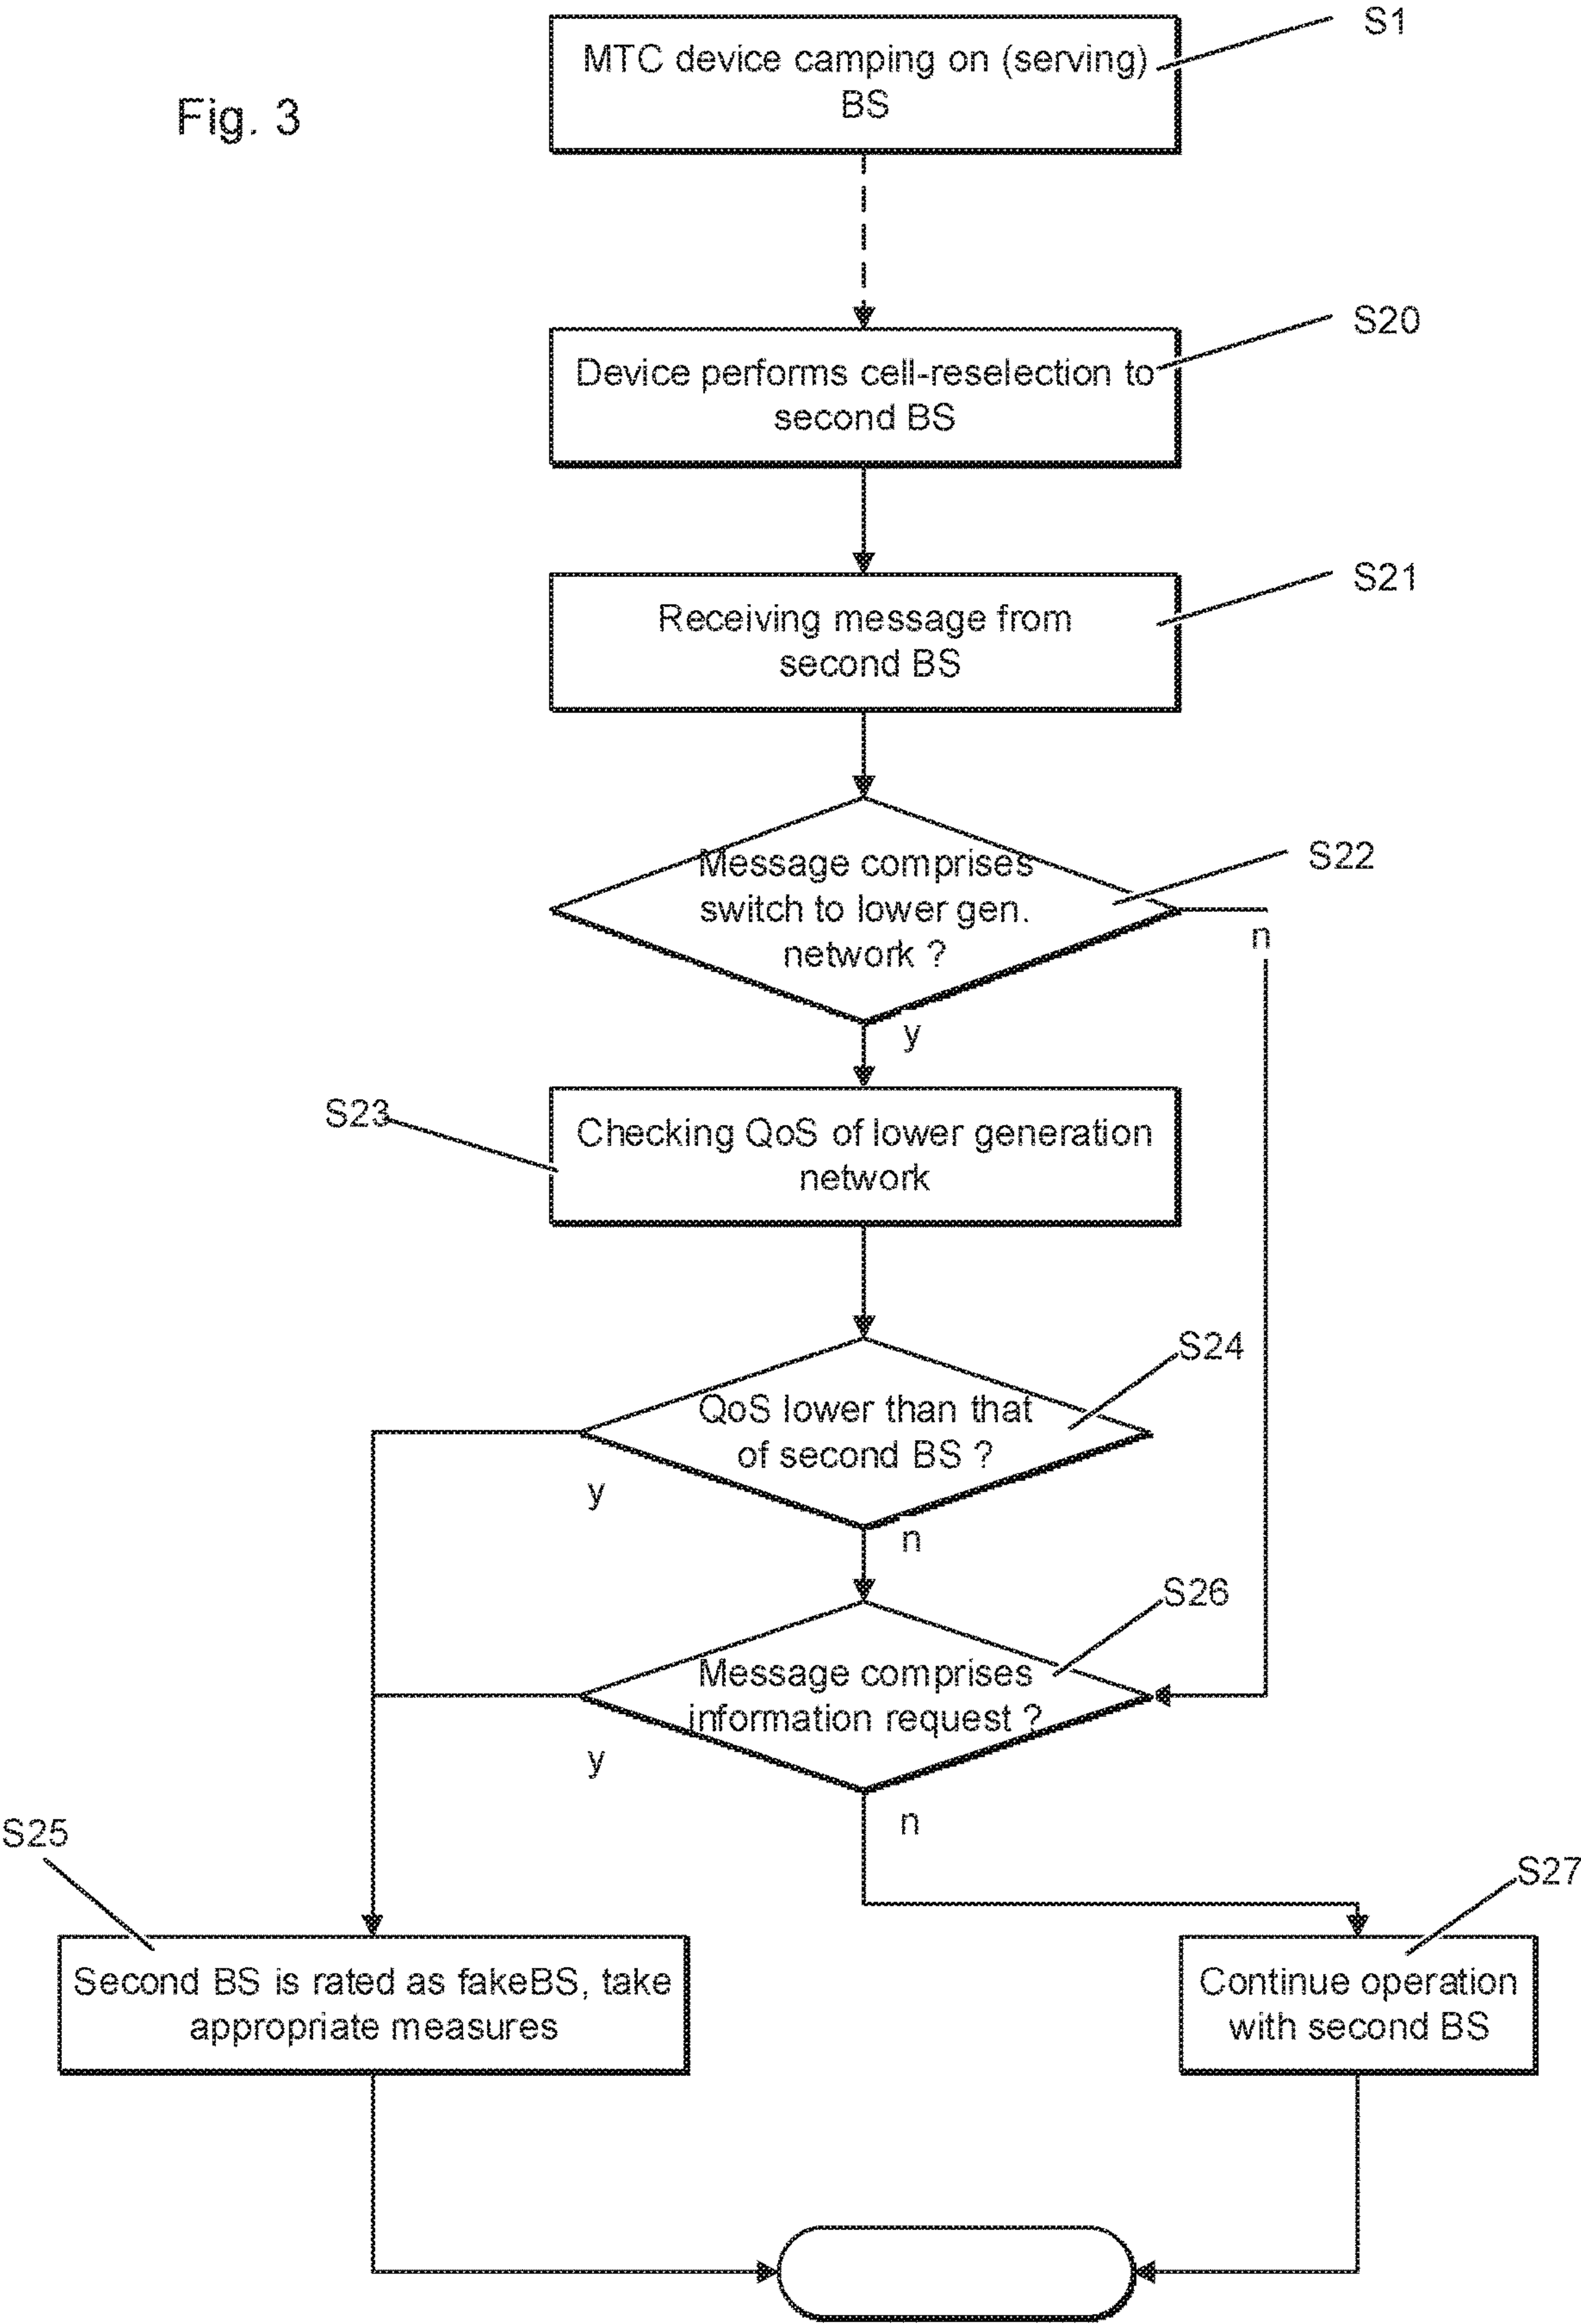 S1
MTC device camping on (serving)
BS
Fig. 3
S20
Device performs cell-reselection to
second BS
S21
Receiving message from
second BS
S22
Message comprises
switch to lower gen.
network ?
n
y
S23
Checking QoS of lower generation
network
S24
QoS lower than that
of second BS ?
y
n
S26
Message comprises
information request ?
y
n
S25
S27
Second BS is rated as fakeBS, take
appropriate measures
Continue operation
with second BS